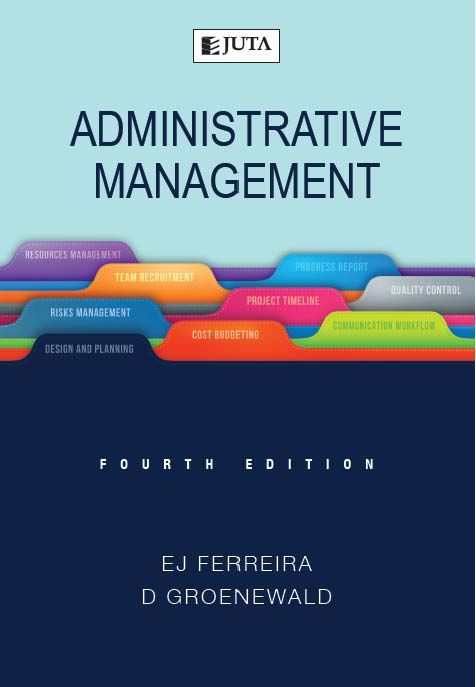 JUTA
ADMINISTRATIVE
MANAGEMENT
RESOURCES MANAGEMENT
TEAM RECRUITMENT
PROGRESS REPORT
QUALITY CONTROL
RISKS MANAGEMENT
PROJECT TIMELINE
DESIGN AND PLANNING
COST BUDGETING
COMMUNICATION WORKFLOW
FOURTH EDITION
EJ FERREIRA
D GROENEWALD